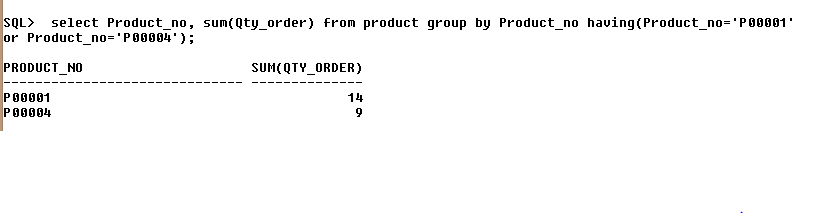 SQL>  select Product_no, sum(Qty_order) from product group by Product_no having(Product_no='P00001'
or Product_no='P00004');
PRODUCT_NO                     SUM(QTY_ORDER)
------------------------------ --------------
P00001                                     14
P00004                                      9